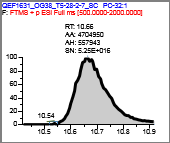 QEF1631_OG38_T5-28-2-7_SC PC-32:1
F: FTMS + p ESI Full ms [500.0000-2000.0000]
RT: 10.66
AA: 4704950
AH: 557943
SN: 5.25E+016
100
80
60
40
20
0
10.54
10.5 10.6 10.7 10.8 10.9